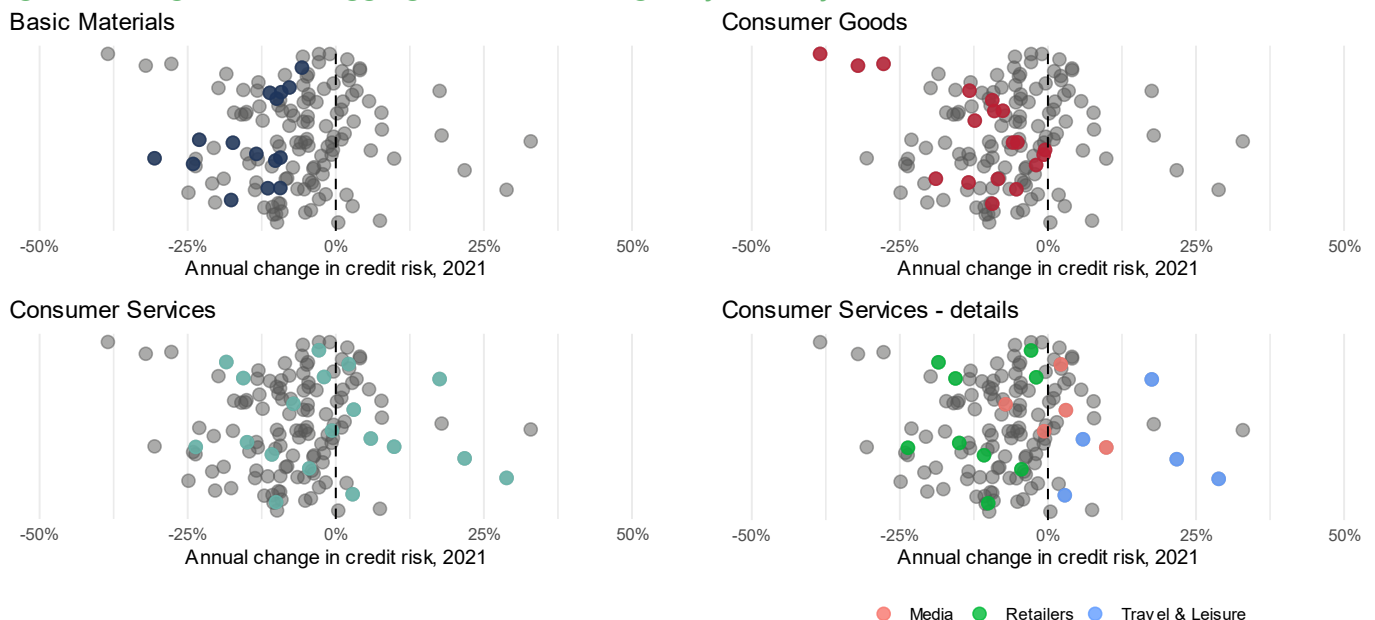 Basic Materials
Consumer Goods
-50% -25% 0% 25% 50%
-50% -25% 0% 25% 50%
Annual change in credit risk, 2021
Annual change in credit risk, 2021
Consumer Services
Consumer Services - details
-50% -25% 0% 25% 50%
-50% -25% 0% 25% 50%
Annual change in credit risk, 2021
Annual change in credit risk, 2021
Media Retailers Travel & Leisure